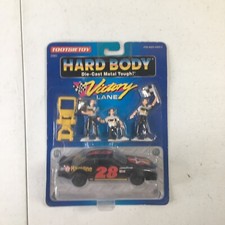 TOOTSIETOY
HARD BODY
Die-Cast Metal Tough!
Victory
LANE
28